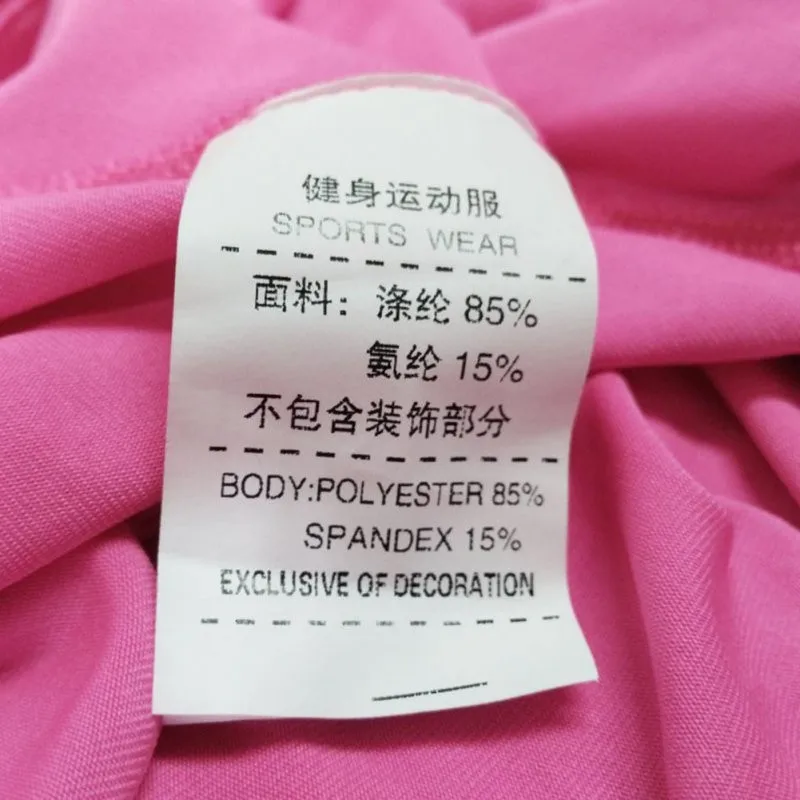 健身运动服
SPORTS WEAR
面料：涤纶 85%
氨纶 15%
不包含装饰部分
BODY:POLYESTER 85%
SPANDEX 15%
EXCLUSIVE OF DECORATION